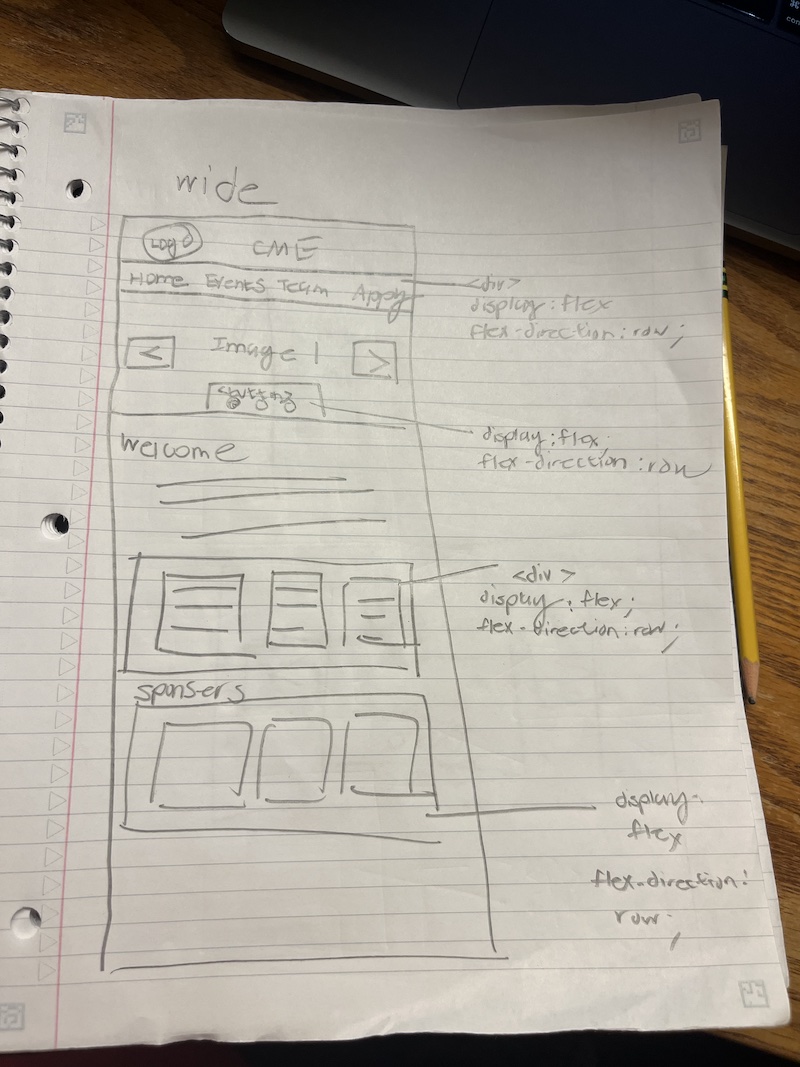 wide
Logo CME
Home Events Team Apply
<div>
display: flex
flex-direction: row;
< Image 1 >
display: flex;
flex-direction: row
Welcome
<div>
display: flex;
flex-direction: row;
sponsers
display:
flex
flex-direction:
row;